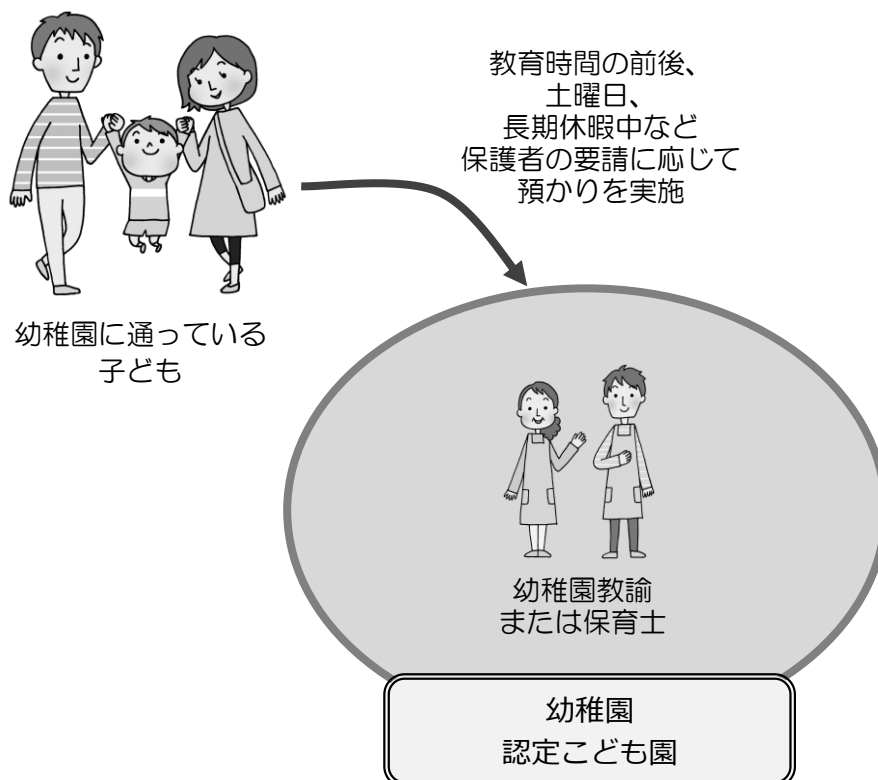 教育時間の前後、
土曜日、
長期休暇中など
保護者の要請に応じて
預かりを実施
幼稚園に通っている
子ども
幼稚園教諭
または保育士
幼稚園
認定こども園